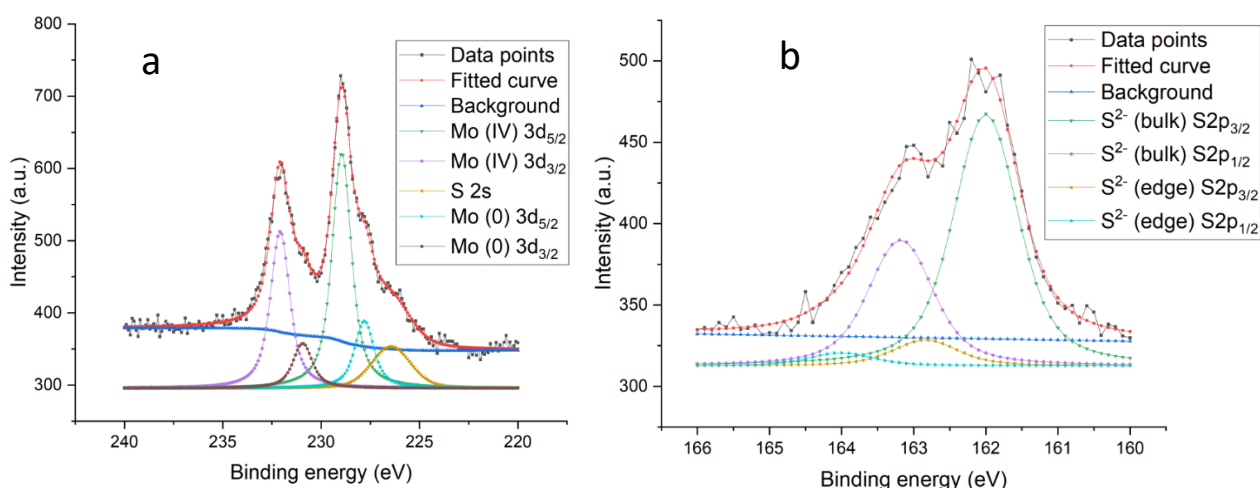 a
800
700
600
500
400
300
Intensity (a.u.)
240 235 230 225 220
Binding energy (eV)
Data points
Fitted curve
Background
Mo (IV) 3d5/2
Mo (IV) 3d3/2
S 2s
Mo (0) 3d5/2
Mo (0) 3d3/2
b
500
450
400
350
300
Intensity (a.u.)
166 165 164 163 162 161 160
Binding energy (eV)
Data points
Fitted curve
Background
S2- (bulk) S2p3/2
S2- (bulk) S2p1/2
S2- (edge) S2p3/2
S2- (edge) S2p1/2